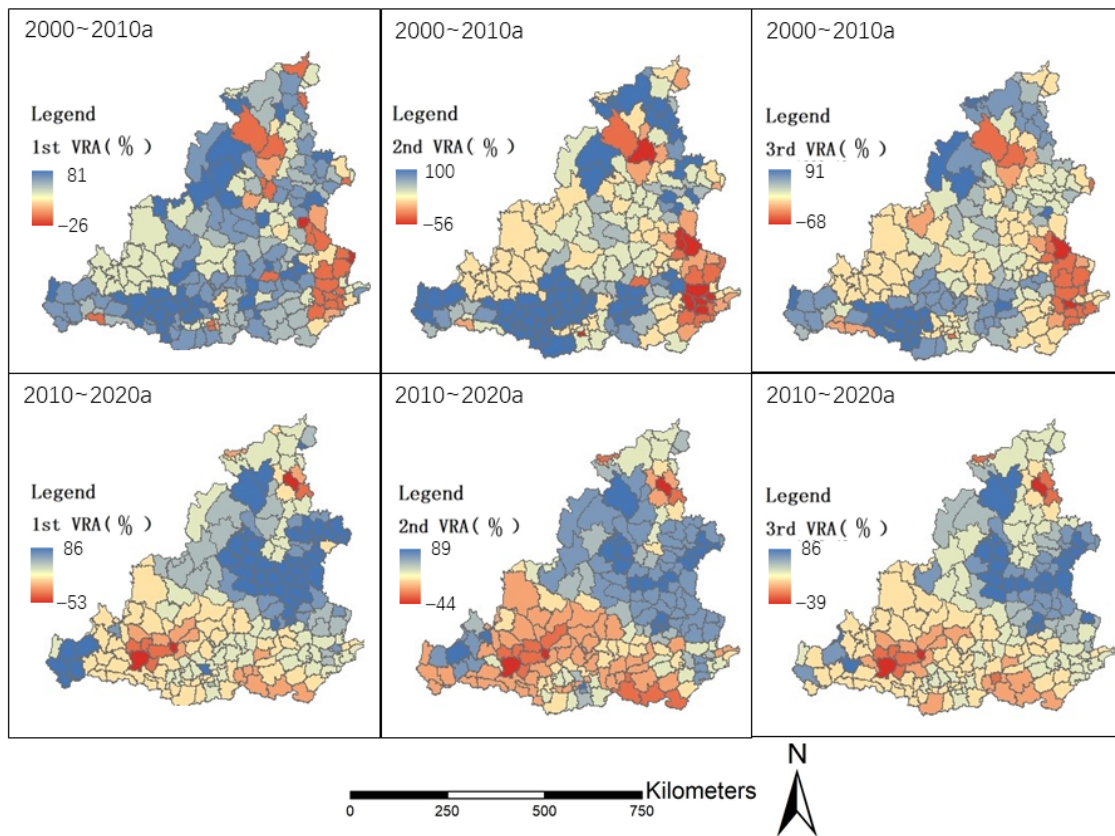 2000~2010a
Legend
1st VRA(%)
81
−26
2000~2010a
Legend
2nd VRA(%)
100
−56
2000~2010a
Legend
3rd VRA(%)
91
−68
2010~2020a
Legend
1st VRA(%)
86
−53
2010~2020a
Legend
2nd VRA(%)
89
−44
2010~2020a
Legend
3rd VRA(%)
86
−39
N
Kilometers
0 250 500 750